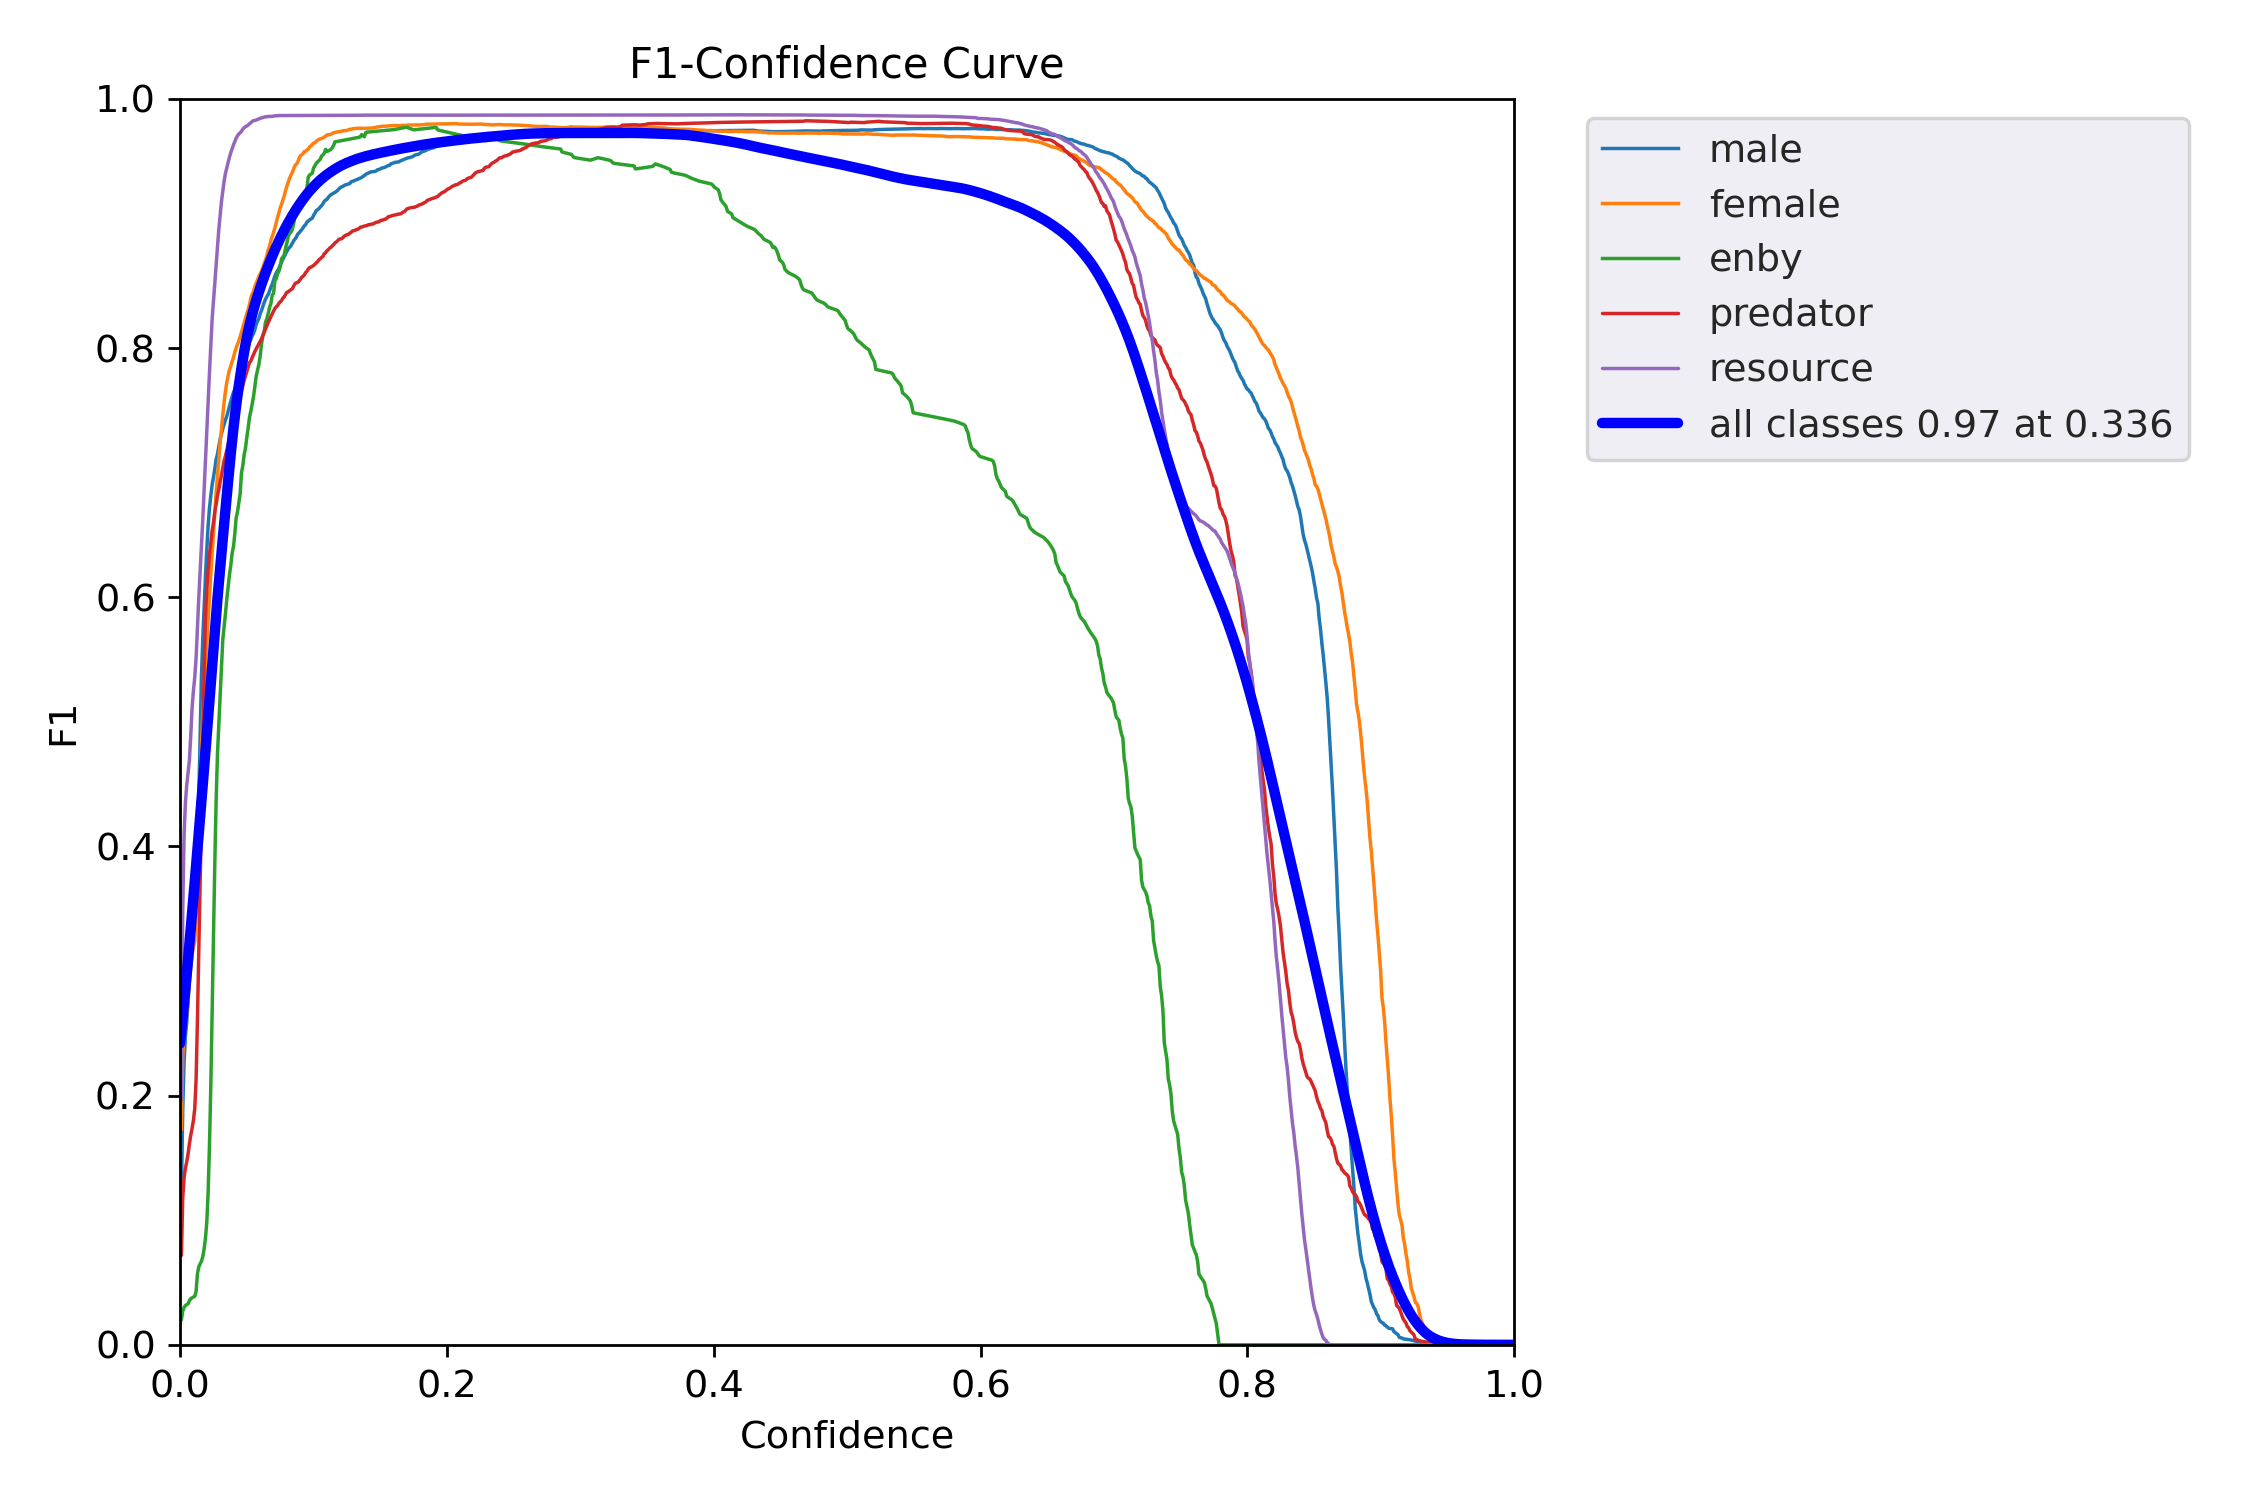 F1-Confidence Curve
1.0
0.8
0.6
0.4
0.2
0.0
F1
0.0 0.2 0.4 0.6 0.8 1.0
Confidence
male
female
enby
predator
resource
all classes 0.97 at 0.336